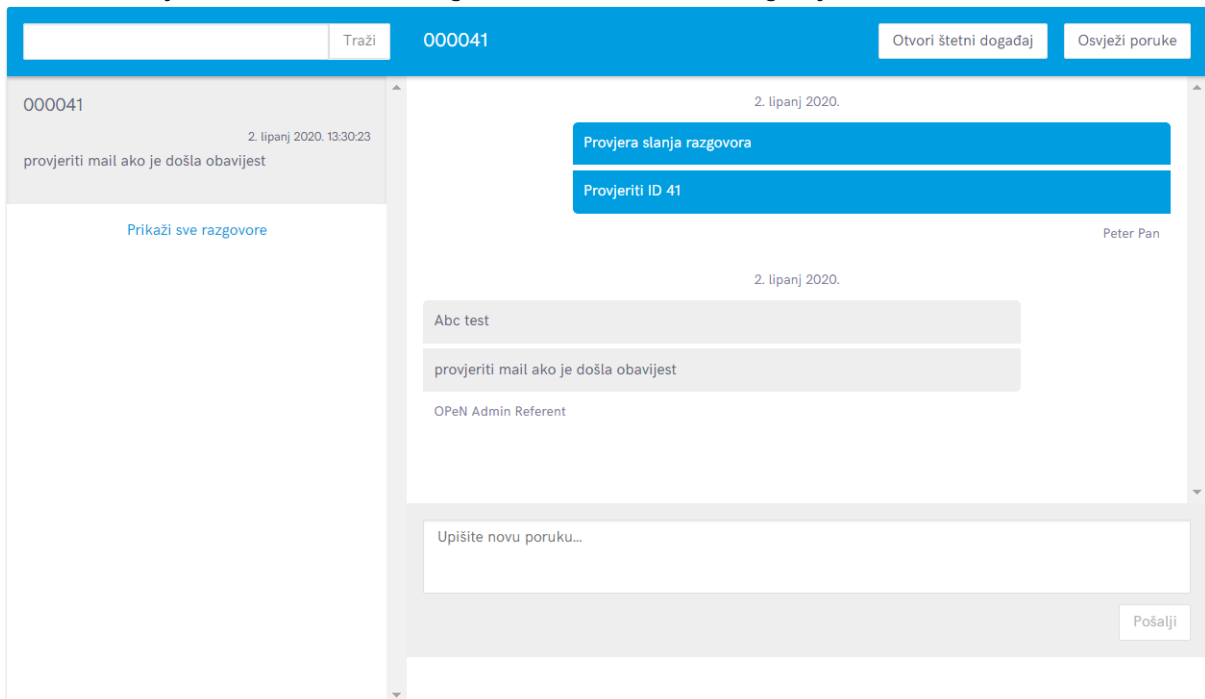 Traži
000041
Otvori štetni događaj
Osvježi poruke
000041
2. lipanj 2020. 13:30:23
provjeriti mail ako je došla obavijest
Prikaži sve razgovore
2. lipanj 2020.
Provjera slanja razgovora
Provjeriti ID 41
Peter Pan
2. lipanj 2020.
Abc test
provjeriti mail ako je došla obavijest
OPeN Admin Referent
Upišite novu poruku...
Pošalji